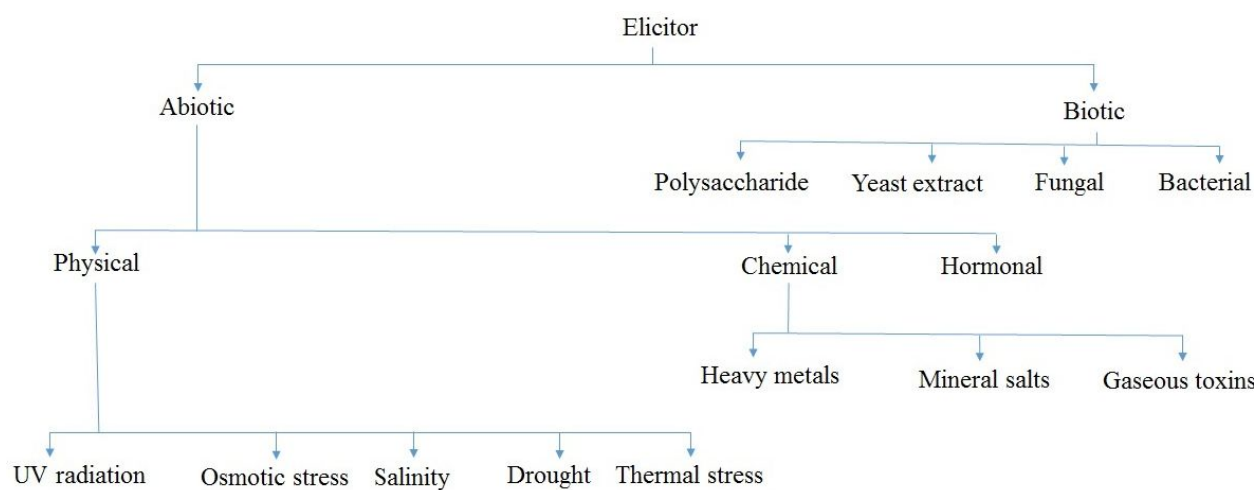 Elicitor
Abiotic
Biotic
Polysaccharide
Yeast extract
Fungal
Bacterial
Physical
Chemical
Hormonal
Heavy metals
Mineral salts
Gaseous toxins
UV radiation
Osmotic stress
Salinity
Drought
Thermal stress